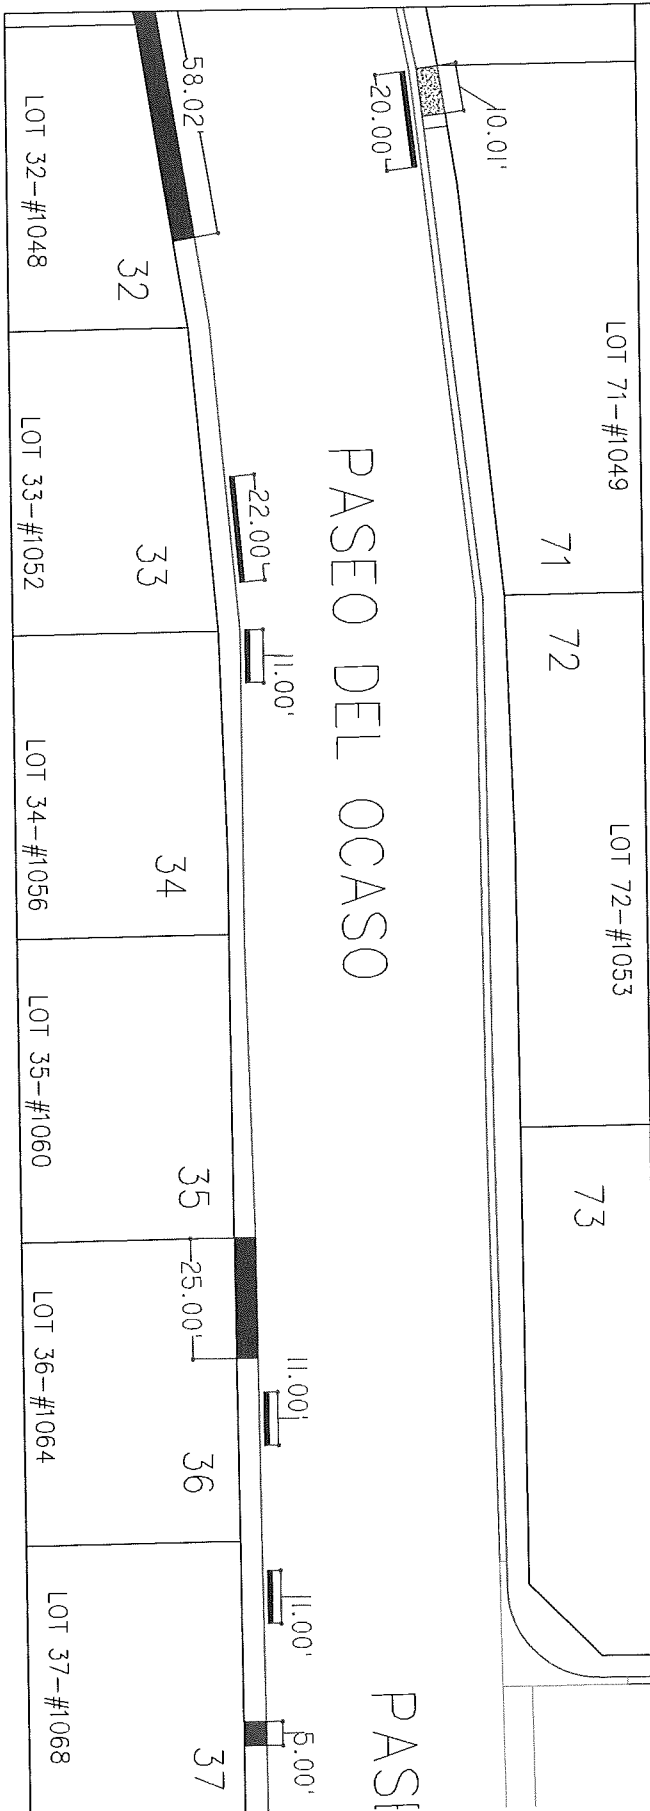 LOT 71-#1049
71
72
LOT 72-#1053
73
10.01'
20.00'
PASEO DEL OCASO
PASE
58.02'
22.00'
11.00'
25.00'
11.00'
11.00'
5.00'
32
33
34
35
36
37
LOT 32-#1048
LOT 33-#1052
LOT 34-#1056
LOT 35-#1060
LOT 36-#1064
LOT 37-#1068